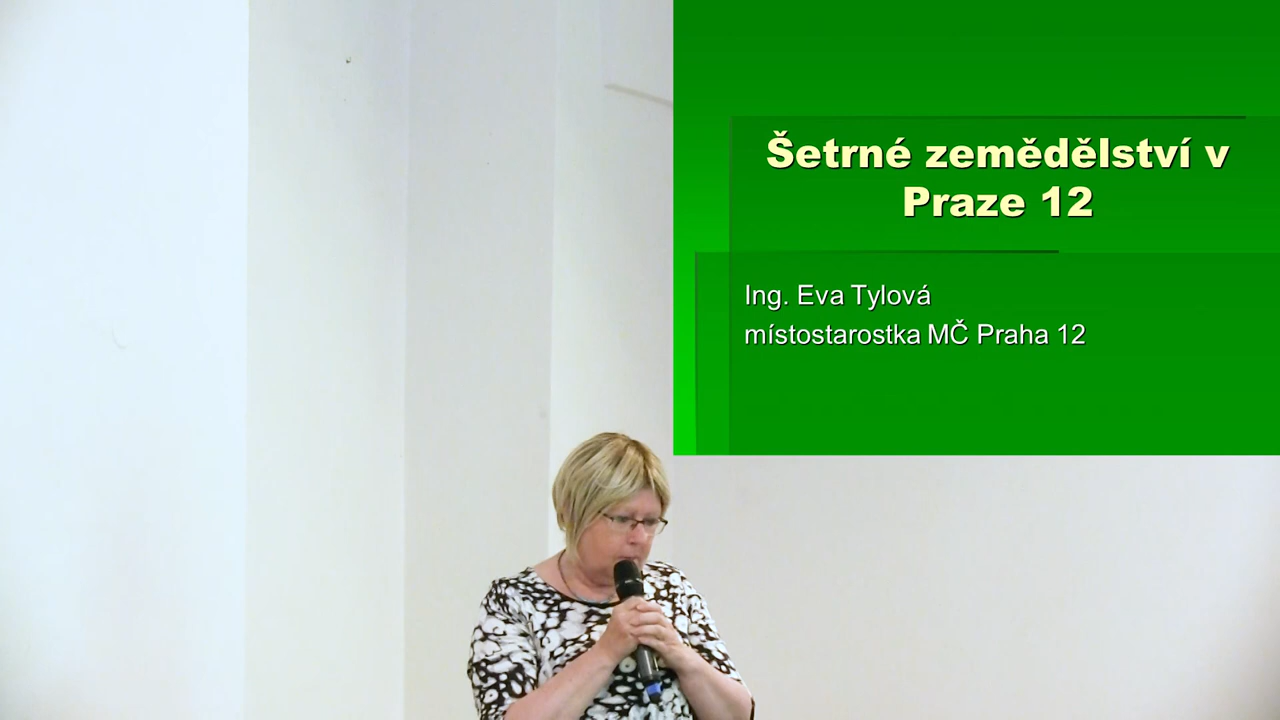 Šetrné zemědělství v
Praze 12
Ing. Eva Tylová
místostarostka MČ Praha 12